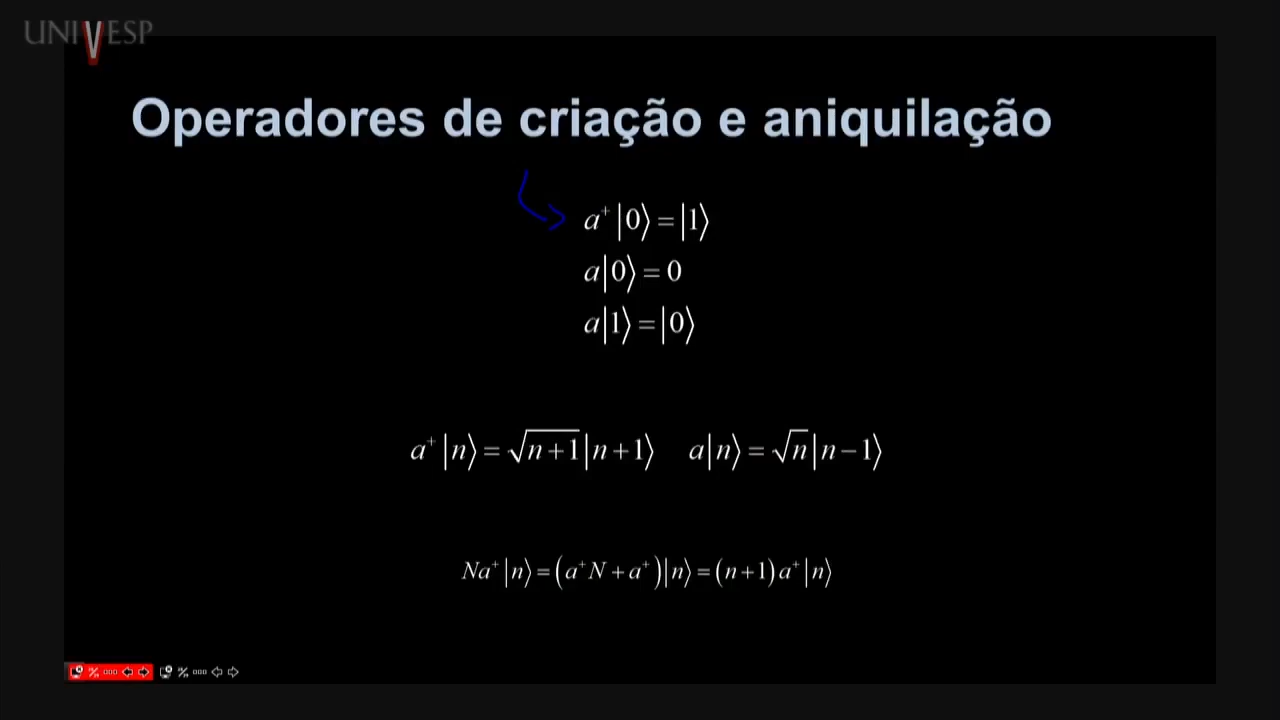 UNIVESP
Operadores de criação e aniquilação
a⁺|0⟩=|1⟩
a|0⟩=0
a|1⟩=|0⟩
a⁺|n⟩=√(n+1)|n+1⟩ a|n⟩=√n|n−1⟩
Na⁺|n⟩=(a⁺N+a⁺)|n⟩=(n+1)a⁺|n⟩